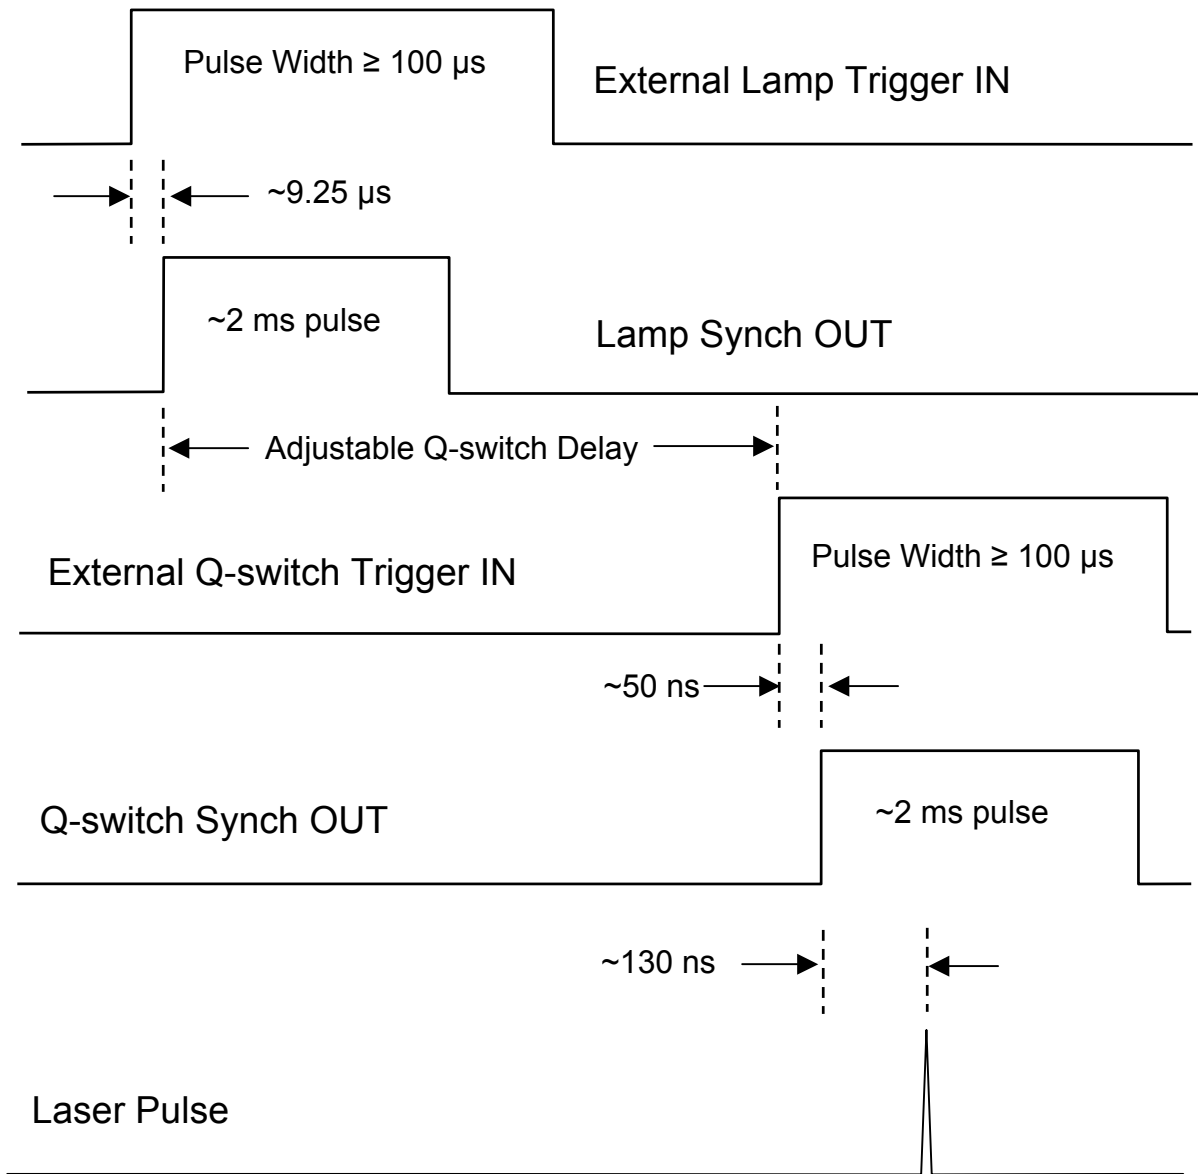 Pulse Width ≥ 100 µs
External Lamp Trigger IN
~9.25 µs
~2 ms pulse
Lamp Synch OUT
Adjustable Q-switch Delay
Pulse Width ≥ 100 µs
External Q-switch Trigger IN
~50 ns
~2 ms pulse
Q-switch Synch OUT
~130 ns
Laser Pulse